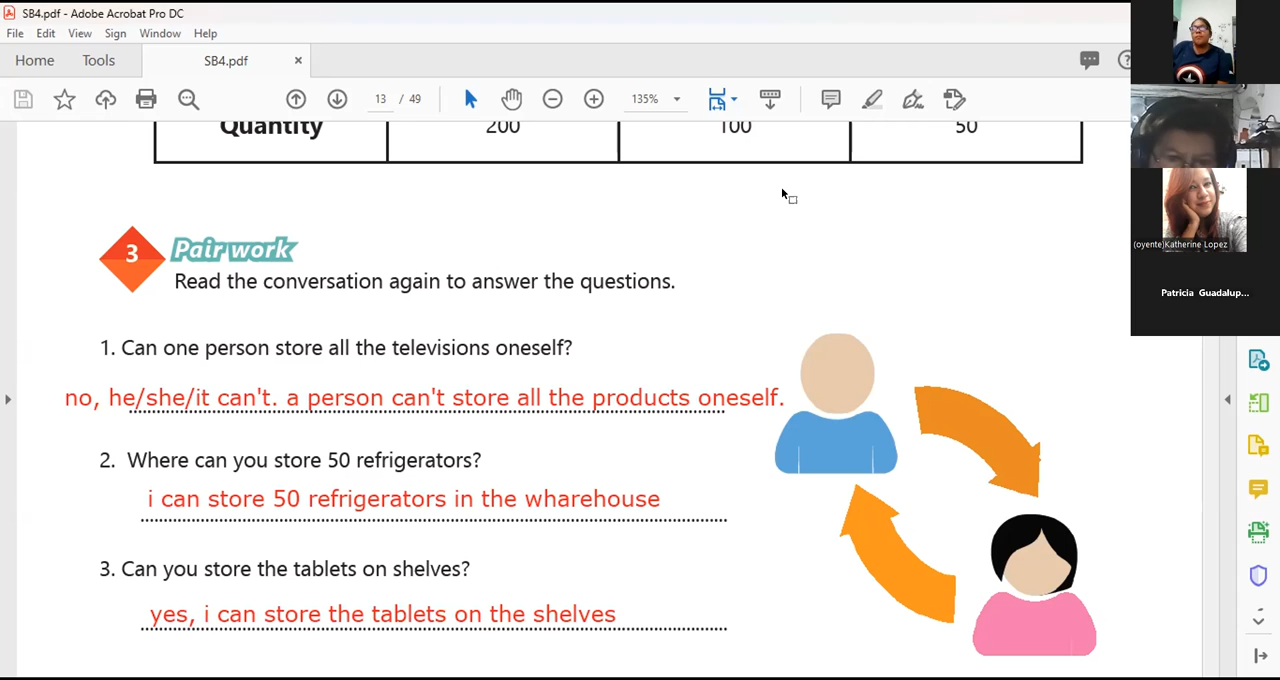 SB4.pdf - Adobe Acrobat Pro DC
File Edit View Sign Window Help
Home Tools SB4.pdf ×
13 / 49 135%
Quantity 200 100 50
3 Pair work
Read the conversation again to answer the questions.
1. Can one person store all the televisions oneself?
no, he/she/it can't. a person can't store all the products oneself.
2. Where can you store 50 refrigerators?
i can store 50 refrigerators in the wharehouse
3. Can you store the tablets on shelves?
yes, i can store the tablets on the shelves
(oyente)Katherine Lopez
Patricia Guadalup...